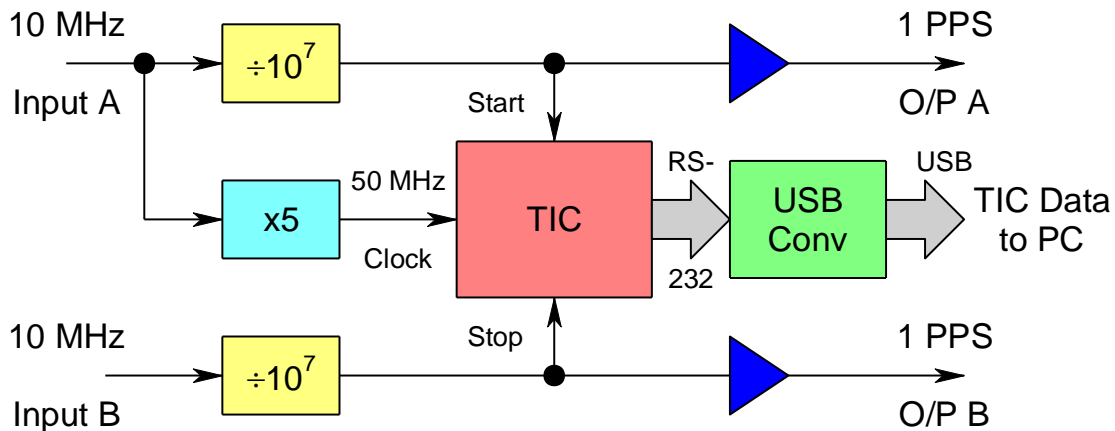 10 MHz
Input A
÷10⁷
1 PPS
O/P A
Start
x5
50 MHz
Clock
TIC
RS-
232
USB
Conv
USB
TIC Data
to PC
Stop
10 MHz
Input B
÷10⁷
1 PPS
O/P B